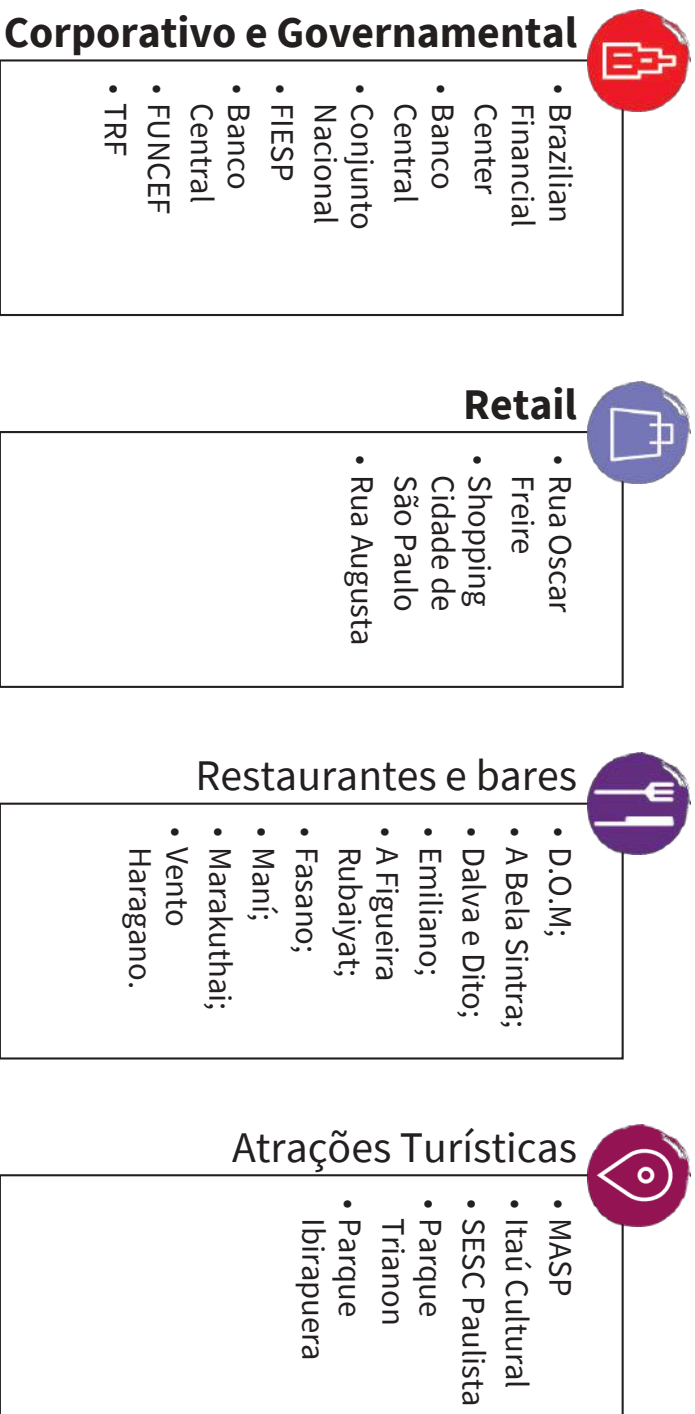 Corporativo e Governamental
• Brazilian
Financial
Center
• Banco
Central
• Conjunto
Nacional
• FIESP
• Banco
Central
• FUNCEF
• TRF
Retail
• Rua Oscar
Freire
• Shopping
Cidade de
São Paulo
• Rua Augusta
Restaurantes e bares
• D.O.M;
• A Bela Sintra;
• Dalva e Dito;
• Emiliano;
• A Figueira
Rubaiyat;
• Fasano;
• Maní;
• Marakuthai;
• Vento
Haragano.
Atrações Turísticas
• MASP
• Itaú Cultural
• SESC Paulista
• Parque
Trianon
• Parque
Ibirapuera